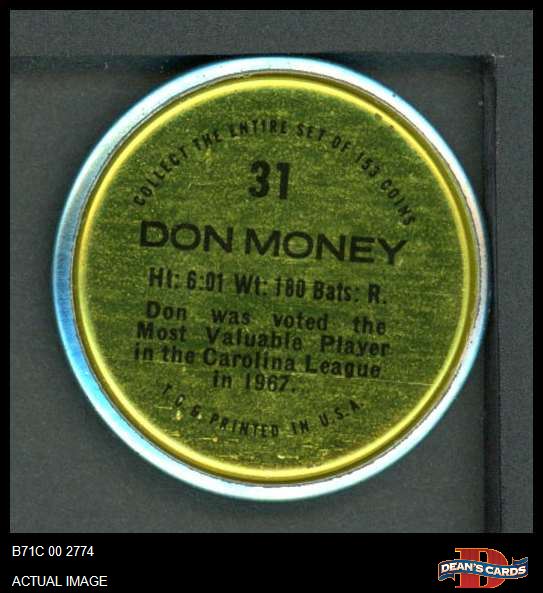 COLLECT THE ENTIRE SET OF 153 COINS
31
DON MONEY
Ht: 6:01 Wt: 180 Bats: R.
Don was voted the
Most Valuable Player
in the Carolina League
in 1967...
T.C.G. PRINTED IN U.S.A.
B71C 00 2774
ACTUAL IMAGE
D
DEAN'S CARDS